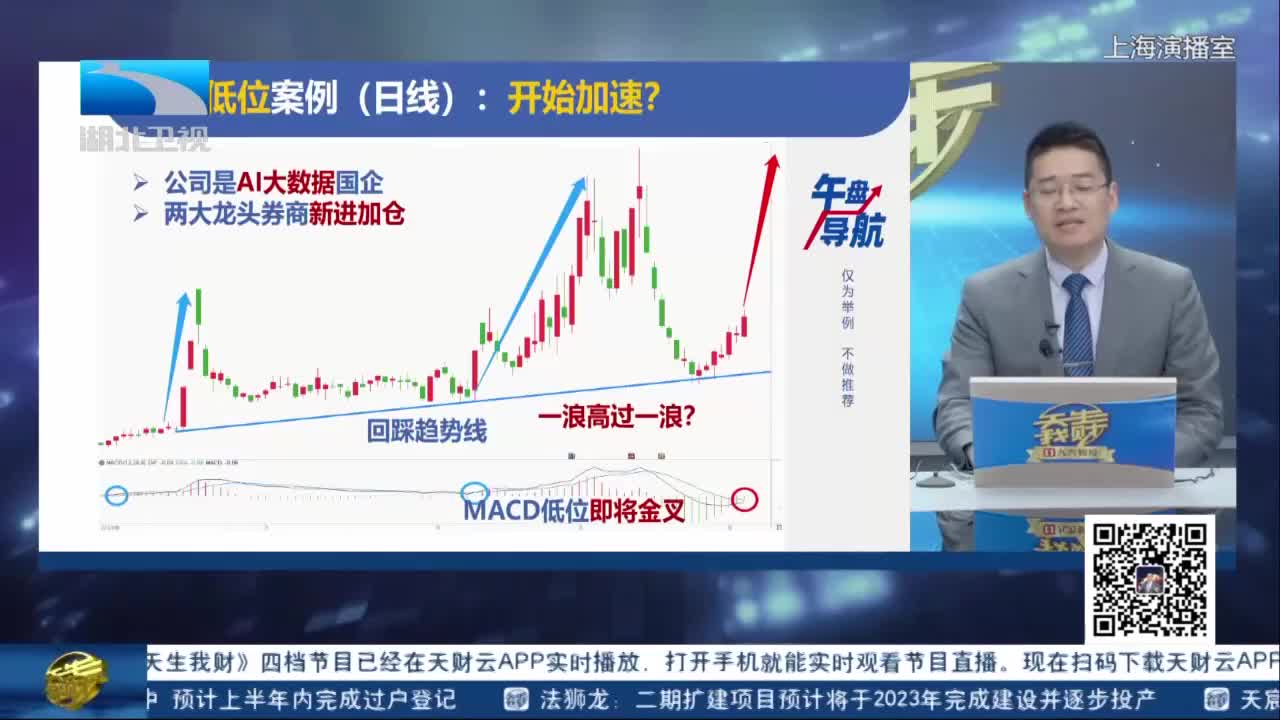 上海演播室
湖北卫视
低位案例（日线）：开始加速？
公司是AI大数据国企
两大龙头券商新进加仓
午盘
导航
仅为举例 不做推荐
一浪高过一浪？
回踩趋势线
MACD低位即将金叉
天生
我财
天生我财》四档节目已经在天财云APP实时播放．打开手机就能实时观看节目直播。现在扫码下载天财云APP
预计上半年内完成过户登记 法狮龙：二期扩建项目预计将于2023年完成建设并逐步投产